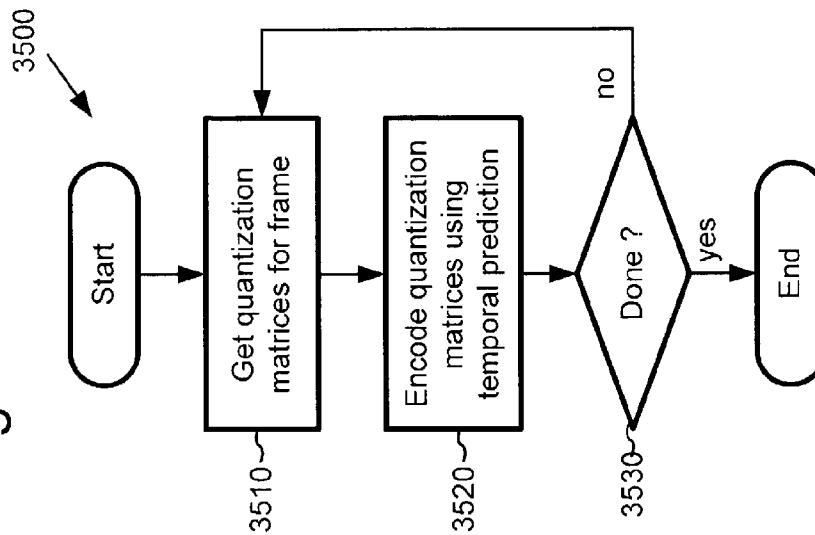 3500
Start
3510
Get quantization
matrices for frame
3520
Encode quantization
matrices using
temporal prediction
3530
Done ?
no
yes
End